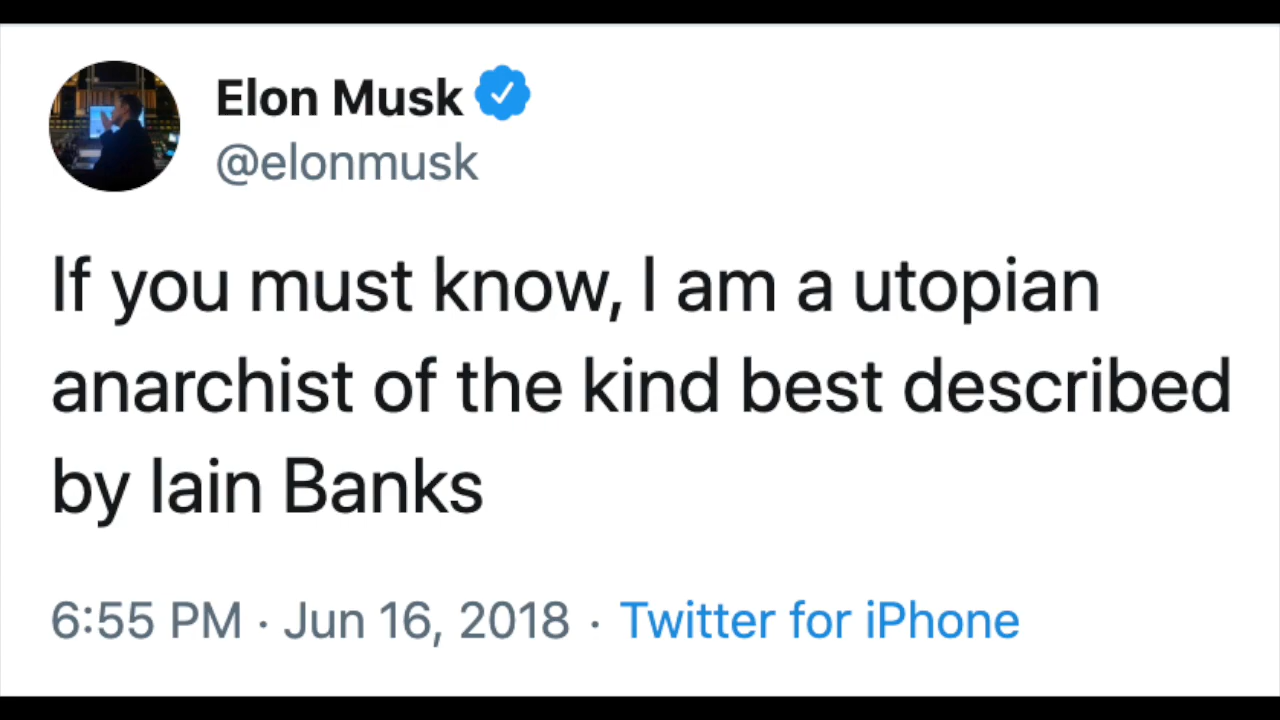 Elon Musk
@elonmusk
If you must know, I am a utopian
anarchist of the kind best described
by Iain Banks
6:55 PM · Jun 16, 2018 · Twitter for iPhone